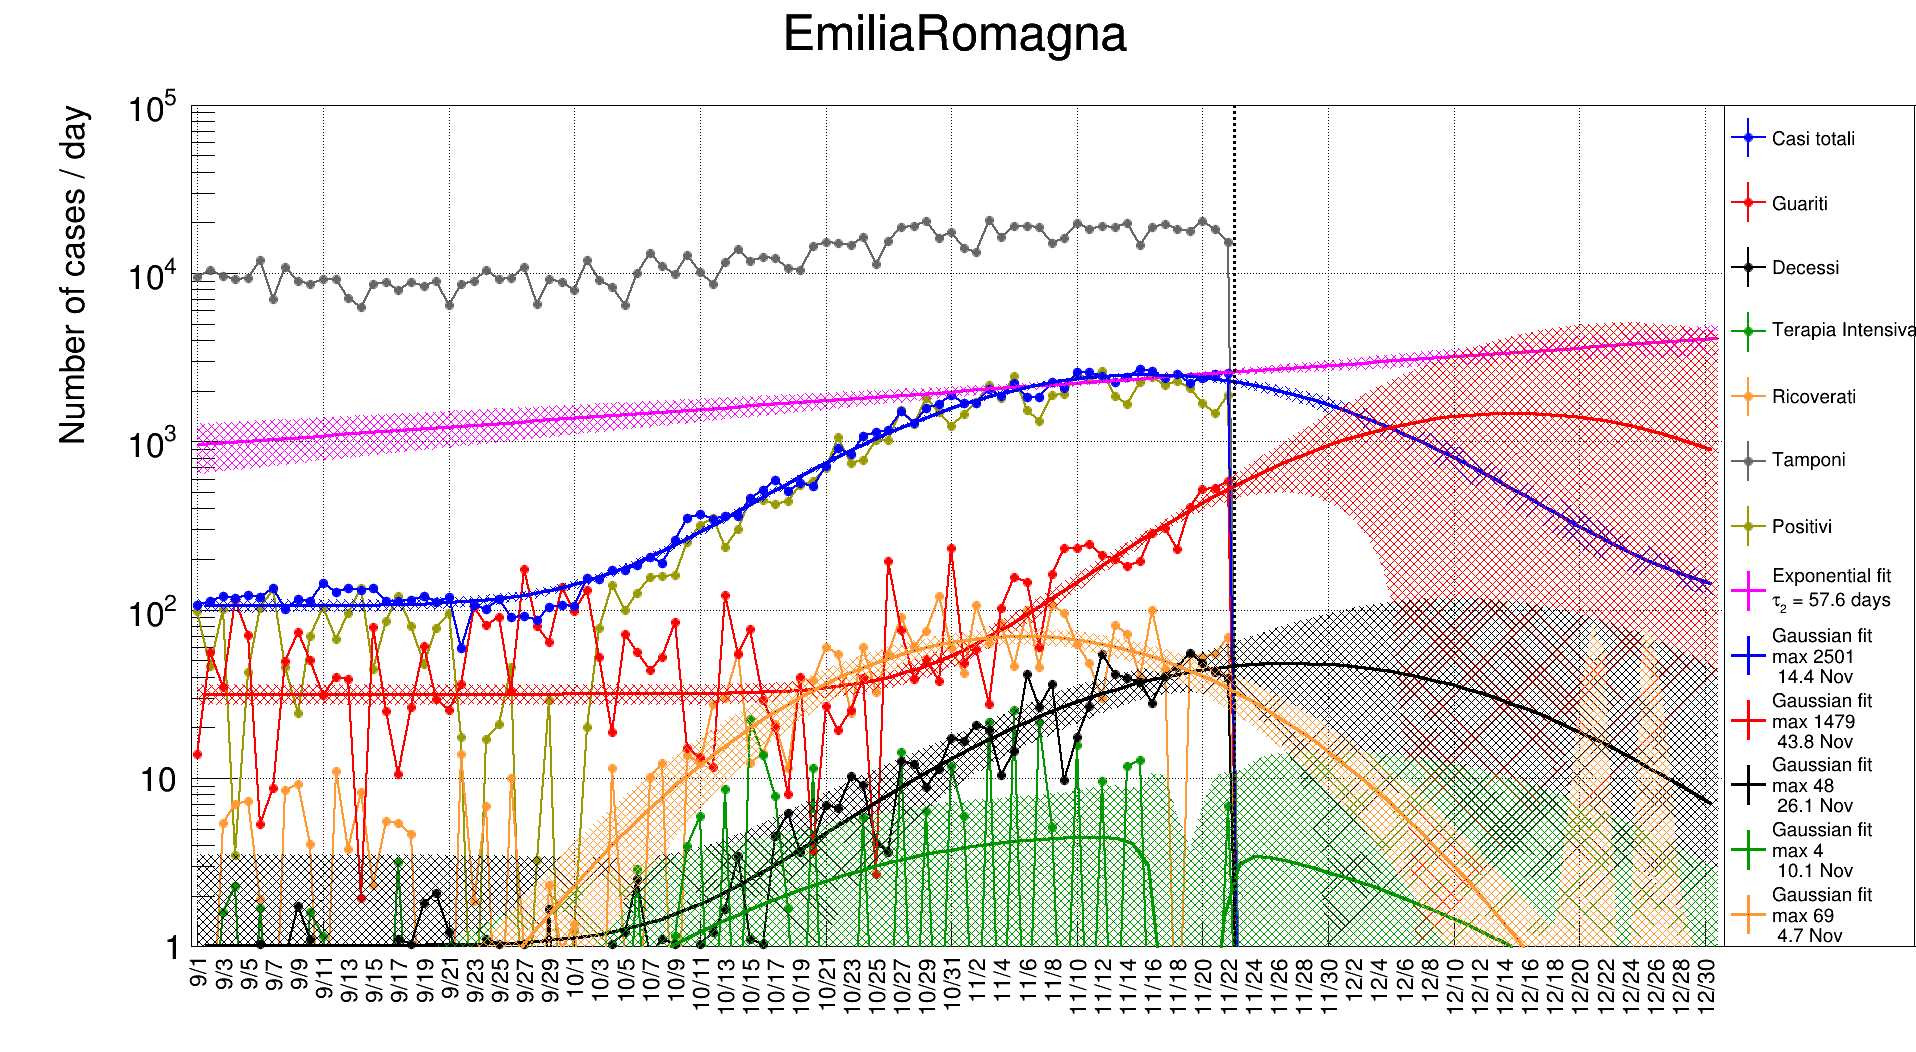 EmiliaRomagna
Number of cases / day
10^5
10^4
10^3
10^2
10
1
9/1 9/3 9/5 9/7 9/9 9/11 9/13 9/15 9/17 9/19 9/21 9/23 9/25 9/27 9/29 10/1 10/3 10/5 10/7 10/9 10/11 10/13 10/15 10/17 10/19 10/21 10/23 10/25 10/27 10/29 10/31 11/2 11/4 11/6 11/8 11/10 11/12 11/14 11/16 11/18 11/20 11/22 11/24 11/26 11/28 11/30 12/2 12/4 12/6 12/8 12/10 12/12 12/14 12/16 12/18 12/20 12/22 12/24 12/26 12/28 12/30
Casi totali
Guariti
Decessi
Terapia Intensiva
Ricoverati
Tamponi
Positivi
Exponential fit
τ2 = 57.6 days
Gaussian fit
max 2501
14.4 Nov
Gaussian fit
max 1479
43.8 Nov
Gaussian fit
max 48
26.1 Nov
Gaussian fit
max 4
10.1 Nov
Gaussian fit
max 69
4.7 Nov